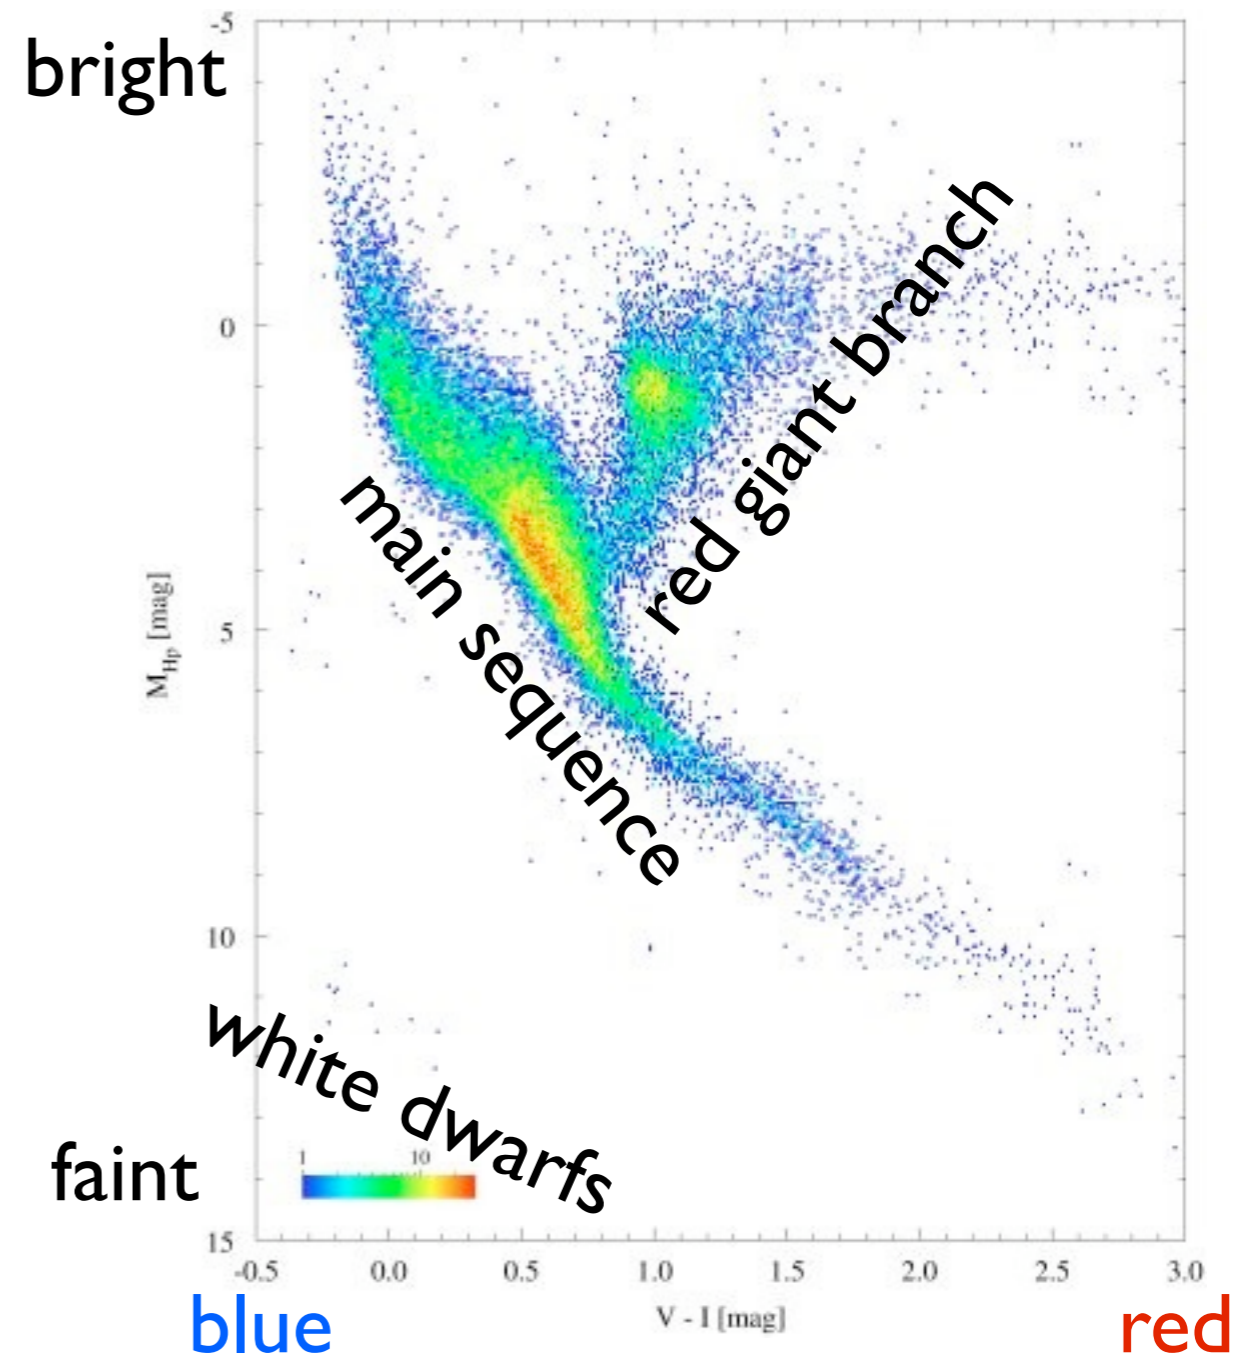 -5
bright
red giant branch
0
main sequence
M_Hp [mag]
5
10
white dwarfs
faint
1 10
15
-0.5 0.0 0.5 1.0 1.5 2.0 2.5 3.0
blue V - I [mag] red